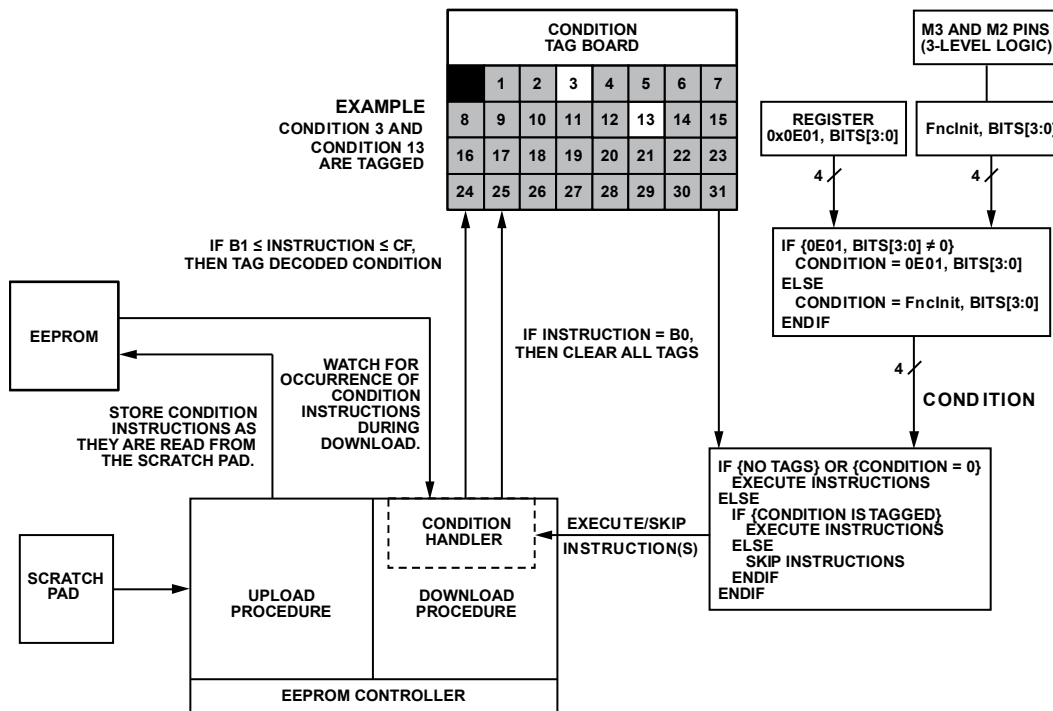 CONDITION
TAG BOARD
1 2 3 4 5 6 7
8 9 10 11 12 13 14 15
16 17 18 19 20 21 22 23
24 25 26 27 28 29 30 31
EXAMPLE
CONDITION 3 AND
CONDITION 13
ARE TAGGED
M3 AND M2 PINS
(3-LEVEL LOGIC)
REGISTER
0x0E01, BITS[3:0]
FncInit, BITS[3:0]
4
4
IF {0E01, BITS[3:0] ≠ 0}
CONDITION = 0E01, BITS[3:0]
ELSE
CONDITION = FncInit, BITS[3:0]
ENDIF
4
CONDITION
IF B1 ≤ INSTRUCTION ≤ CF,
THEN TAG DECODED CONDITION
IF INSTRUCTION = B0,
THEN CLEAR ALL TAGS
EEPROM
WATCH FOR
OCCURRENCE OF
CONDITION
INSTRUCTIONS
DURING
DOWNLOAD.
STORE CONDITION
INSTRUCTIONS AS
THEY ARE READ FROM
THE SCRATCH PAD.
IF {NO TAGS} OR {CONDITION = 0}
EXECUTE INSTRUCTIONS
ELSE
IF {CONDITION IS TAGGED}
EXECUTE INSTRUCTIONS
ELSE
SKIP INSTRUCTIONS
ENDIF
ENDIF
EXECUTE/SKIP
INSTRUCTION(S)
CONDITION
HANDLER
SCRATCH
PAD
UPLOAD
PROCEDURE
DOWNLOAD
PROCEDURE
EEPROM CONTROLLER